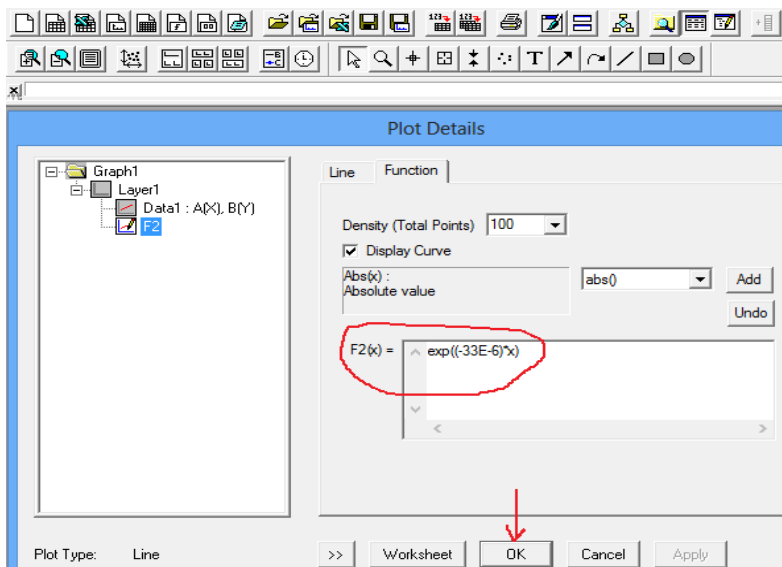 Plot Details
Graph1
Layer1
Data1 : A(X), B(Y)
F2
Line
Function
Density (Total Points)
100
Display Curve
Abs(x) :
Absolute value
abs()
Add
Undo
F2(x) =
exp((-33E-6)*x)
Plot Type:
Line
>>
Worksheet
OK
Cancel
Apply